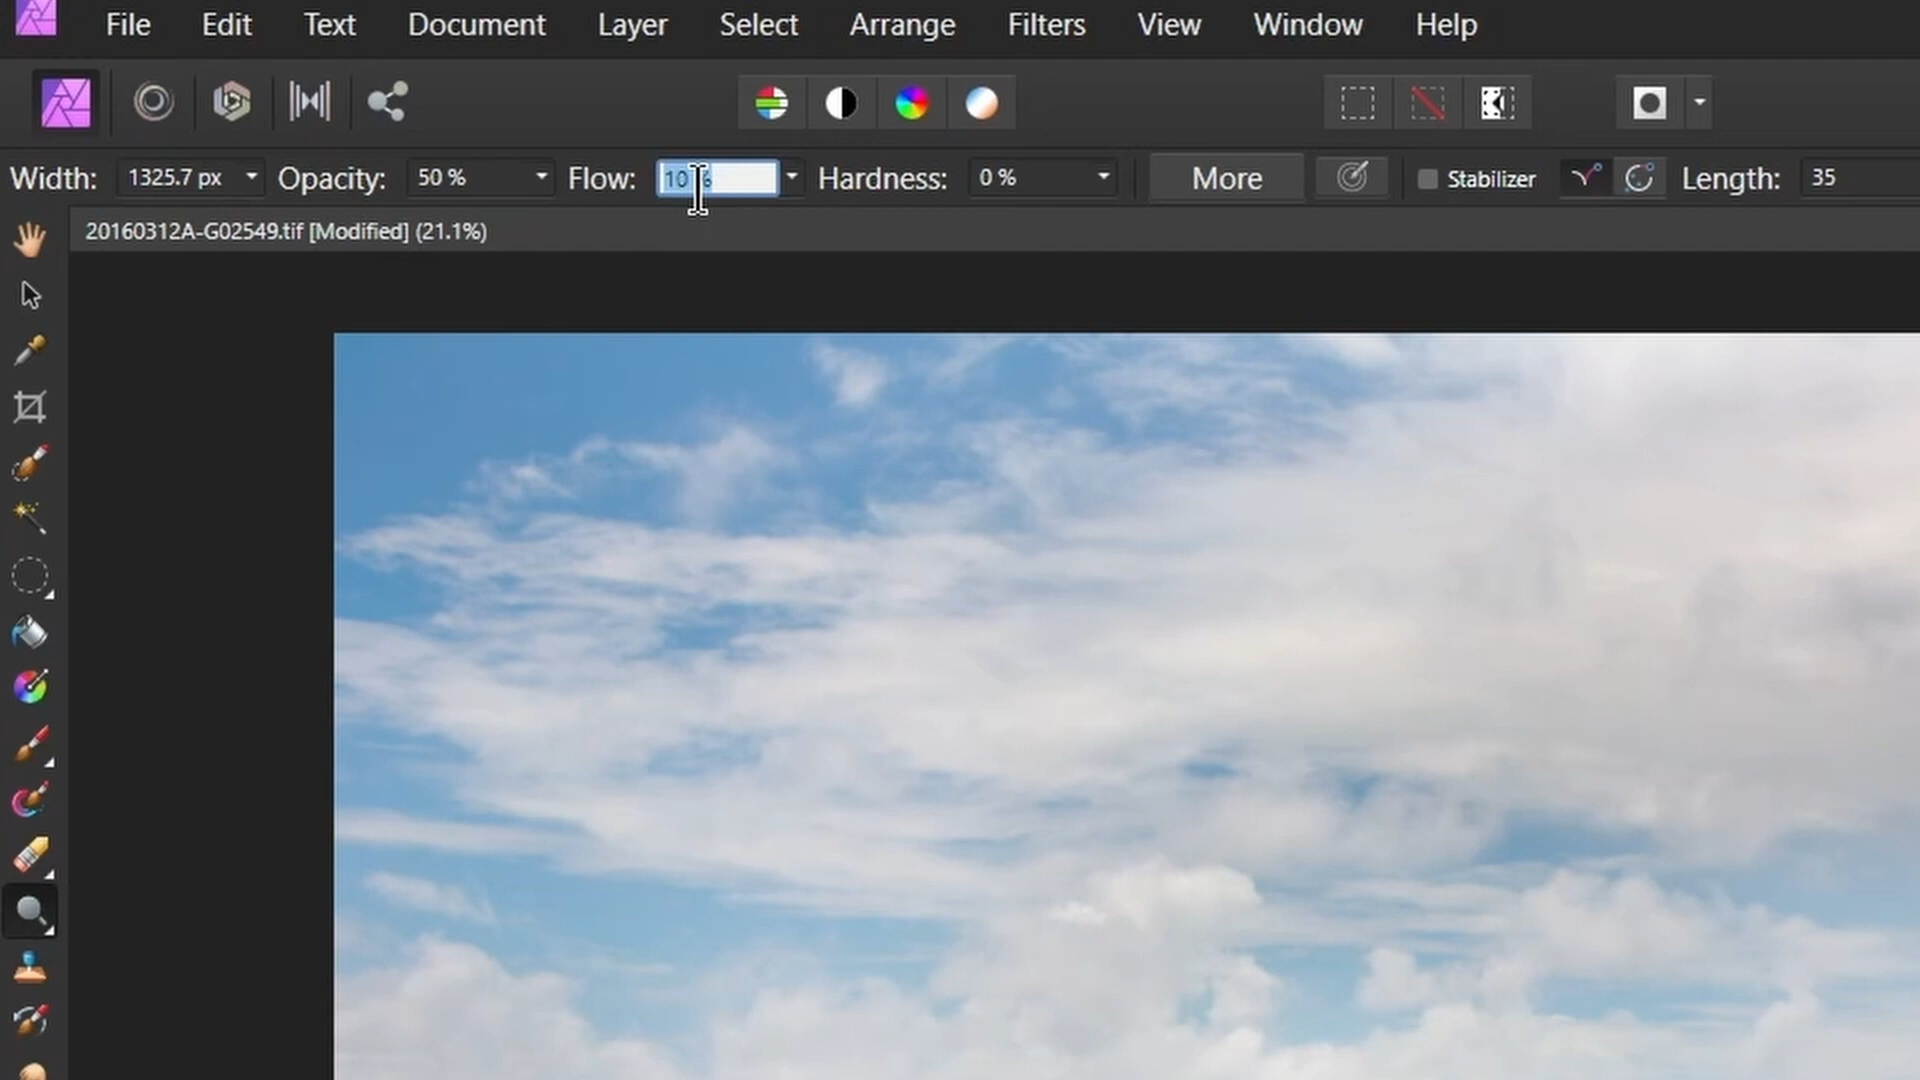 File Edit Text Document Layer Select Arrange Filters View Window Help
Width: 1325.7 px Opacity: 50 % Flow: 10 % Hardness: 0 % More Stabilizer Length: 35
20160312A-G02549.tif [Modified] (21.1%)